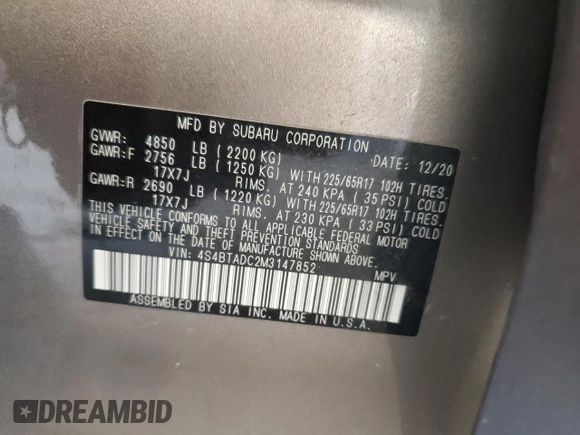 MFD BY SUBARU CORPORATION
GVWR: 4850 LB ( 2200 KG) DATE: 12/20
GAWR:F 2756 LB ( 1250 KG) WITH 225/65R17 102H TIRES,
17X7J RIMS. AT 240 KPA ( 35 PSI) COLD
GAWR:R 2690 LB ( 1220 KG) WITH 225/65R17 102H TIRES,
17X7J RIMS. AT 230 KPA ( 33 PSI) COLD
THIS VEHICLE CONFORMS TO ALL APPLICABLE FEDERAL MOTOR
VEHICLE SAFETY AND THEFT PREVENTION STANDARDS
IN EFFECT ON THE DATE OF MANUFACTURE SHOWN ABOVE.
VIN: 4S4BTADC2M3147852 MPV
ASSEMBLED BY SIA INC. MADE IN U.S.A.
DREAMBID